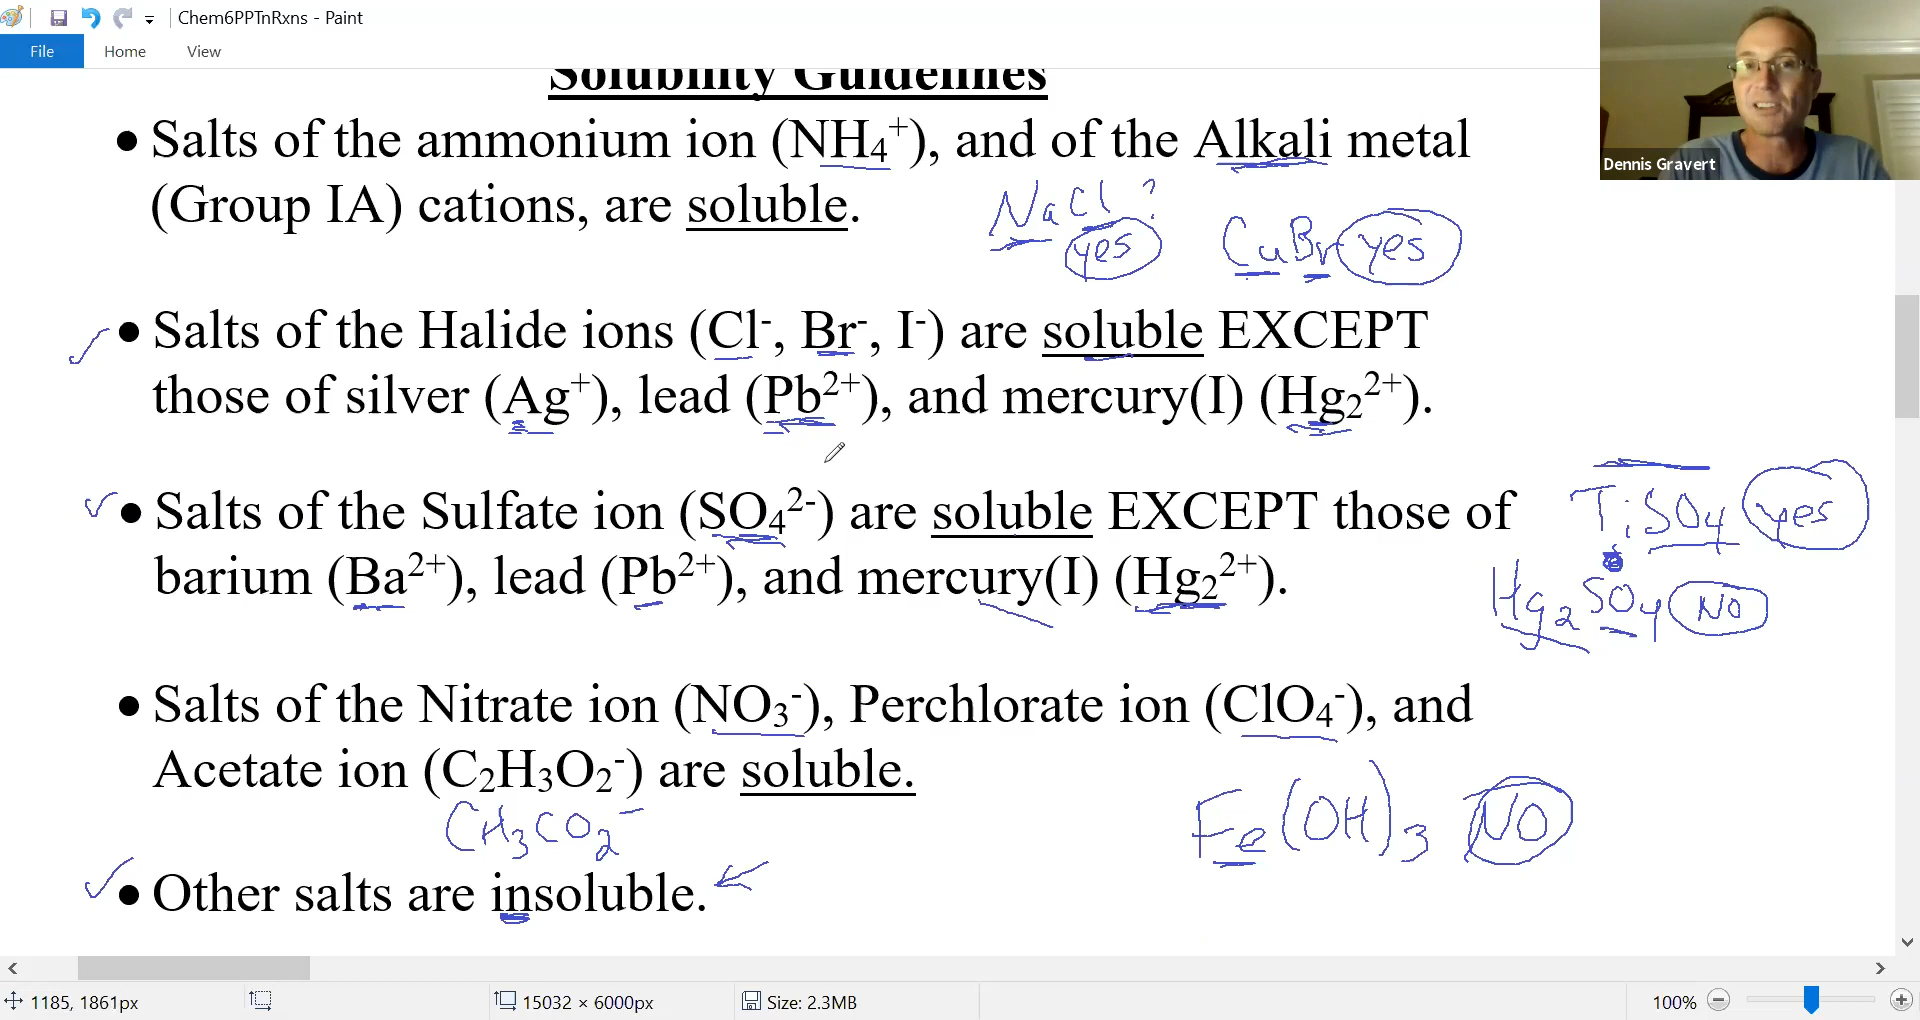 Chem6PPTnRxns - Paint
File Home View
Solubility Guidelines
Dennis Gravert
• Salts of the ammonium ion (NH₄⁺), and of the Alkali metal
(Group IA) cations, are soluble.
NaCl ?
yes
CuBr yes
• Salts of the Halide ions (Cl⁻, Br⁻, I⁻) are soluble EXCEPT
those of silver (Ag⁺), lead (Pb²⁺), and mercury(I) (Hg₂²⁺).
• Salts of the Sulfate ion (SO₄²⁻) are soluble EXCEPT those of
TiSO₄ yes
barium (Ba²⁺), lead (Pb²⁺), and mercury(I) (Hg₂²⁺).
Hg₂SO₄ NO
• Salts of the Nitrate ion (NO₃⁻), Perchlorate ion (ClO₄⁻), and
Acetate ion (C₂H₃O₂⁻) are soluble.
CH₃CO₂⁻
Fe(OH)₃ NO
• Other salts are insoluble.
1185, 1861px
15032 × 6000px
Size: 2.3MB
100%